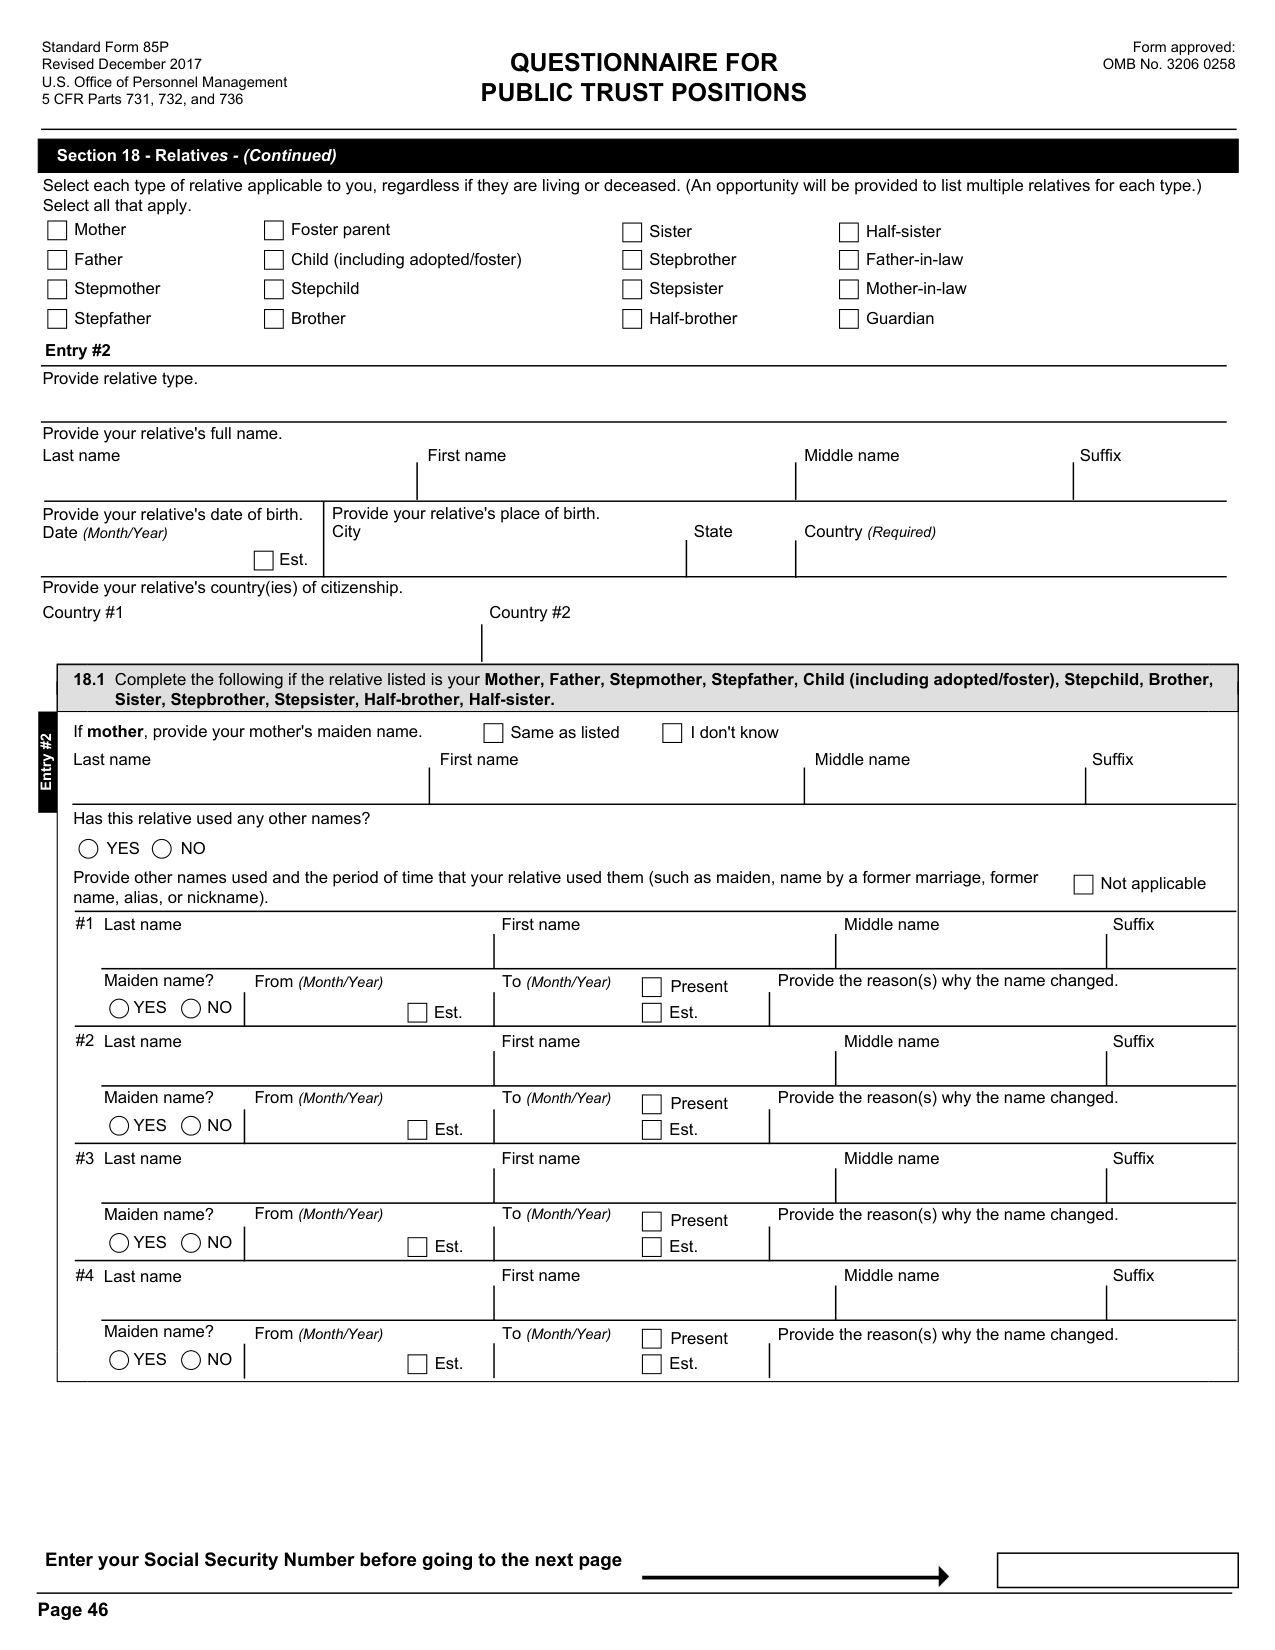 Standard Form 85P
Revised December 2017
U.S. Office of Personnel Management
5 CFR Parts 731, 732, and 736
QUESTIONNAIRE FOR
PUBLIC TRUST POSITIONS
Form approved:
OMB No. 3206 0258
Section 18 - Relatives - (Continued)
Select each type of relative applicable to you, regardless if they are living or deceased. (An opportunity will be provided to list multiple relatives for each type.)
Select all that apply.
Mother Foster parent Sister Half-sister
Father Child (including adopted/foster) Stepbrother Father-in-law
Stepmother Stepchild Stepsister Mother-in-law
Stepfather Brother Half-brother Guardian
Entry #2
Provide relative type.
Provide your relative's full name.
Last name First name Middle name Suffix
Provide your relative's date of birth. Provide your relative's place of birth.
Date (Month/Year) City State Country (Required)
Est.
Provide your relative's country(ies) of citizenship.
Country #1 Country #2
18.1 Complete the following if the relative listed is your Mother, Father, Stepmother, Stepfather, Child (including adopted/foster), Stepchild, Brother,
Sister, Stepbrother, Stepsister, Half-brother, Half-sister.
Entry #2
If mother, provide your mother's maiden name. Same as listed I don't know
Last name First name Middle name Suffix
Has this relative used any other names?
YES NO
Provide other names used and the period of time that your relative used them (such as maiden, name by a former marriage, former
name, alias, or nickname). Not applicable
#1 Last name First name Middle name Suffix
Maiden name? From (Month/Year) To (Month/Year) Present Provide the reason(s) why the name changed.
YES NO Est. Est.
#2 Last name First name Middle name Suffix
Maiden name? From (Month/Year) To (Month/Year) Present Provide the reason(s) why the name changed.
YES NO Est. Est.
#3 Last name First name Middle name Suffix
Maiden name? From (Month/Year) To (Month/Year) Present Provide the reason(s) why the name changed.
YES NO Est. Est.
#4 Last name First name Middle name Suffix
Maiden name? From (Month/Year) To (Month/Year) Present Provide the reason(s) why the name changed.
YES NO Est. Est.
Enter your Social Security Number before going to the next page
Page 46